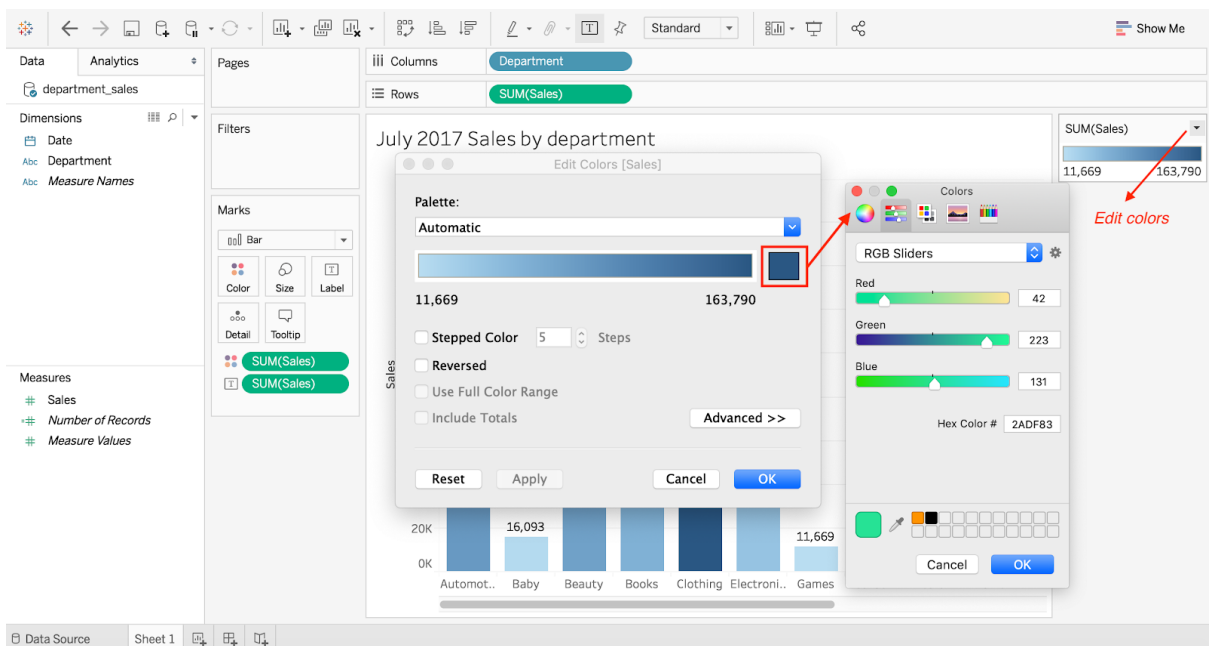 Standard
Show Me
Data
Analytics
department_sales
Pages
iii Columns
Department
Rows
SUM(Sales)
Dimensions
Date
Abc Department
Abc Measure Names
Filters
Marks
Bar
Color
Size
Label
Detail
Tooltip
SUM(Sales)
T SUM(Sales)
Measures
# Sales
# Number of Records
# Measure Values
July 2017 Sales by department
Edit Colors [Sales]
Palette:
Automatic
11,669
163,790
Stepped Color 5 Steps
Reversed
Use Full Color Range
Include Totals
Advanced >>
Reset
Apply
Cancel
OK
Sales
20K
0K
16,093
11,669
Automot..
Baby
Beauty
Books
Clothing
Electroni..
Games
SUM(Sales)
11,669
163,790
Edit colors
Colors
RGB Sliders
Red
42
Green
223
Blue
131
Hex Color # 2ADF83
Cancel
OK
Data Source
Sheet 1